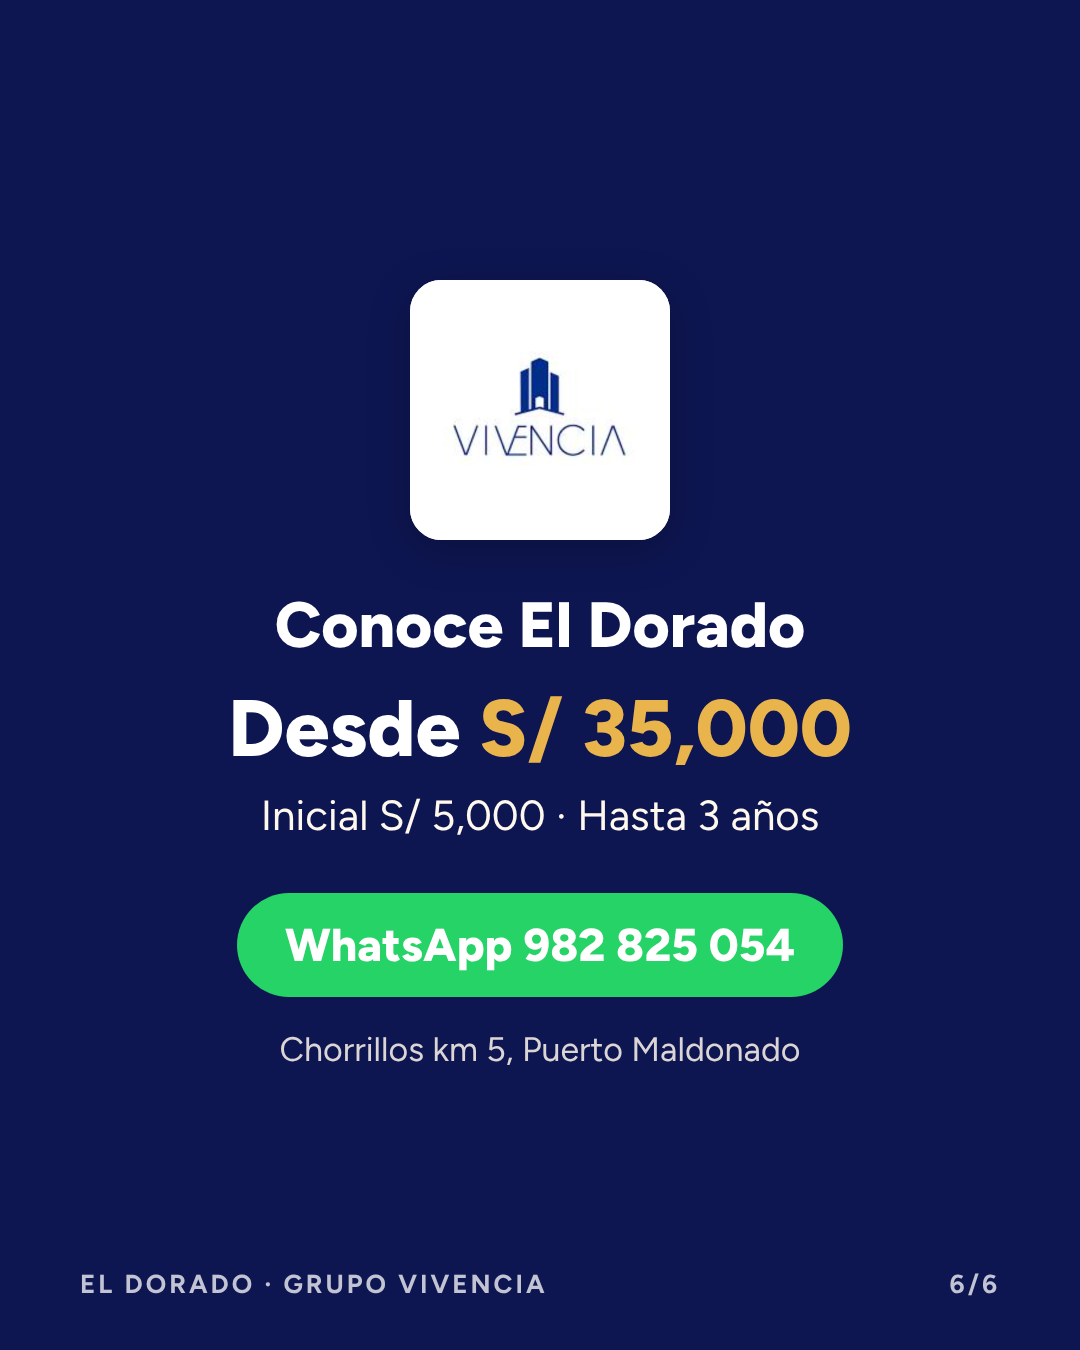 VIVENCIA
Conoce El Dorado
Desde S/ 35,000
Inicial S/ 5,000 · Hasta 3 años
WhatsApp 982 825 054
Chorrillos km 5, Puerto Maldonado
EL DORADO · GRUPO VIVENCIA
6/6